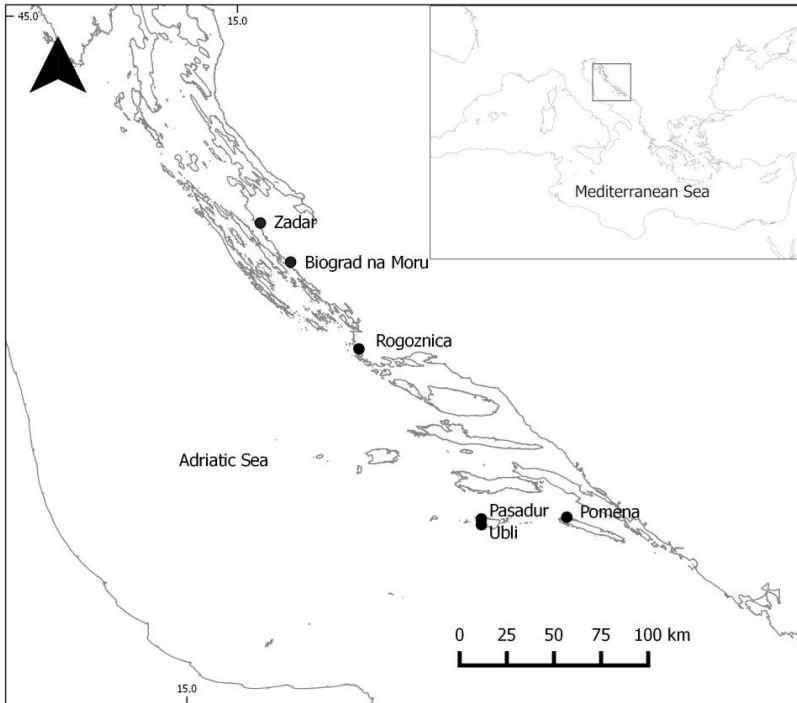 45.0
15.0
Mediterranean Sea
Zadar
Biograd na Moru
Rogoznica
Adriatic Sea
Pasadur
Pomena
Ubli
0 25 50 75 100 km
15.0